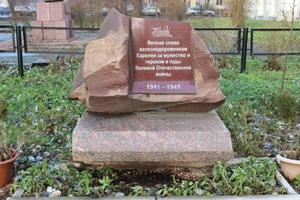 Вечная слава
железнодорожникам
Карелии за мужество и
героизм в годы
Великой Отечественной
войны
1941 - 1945